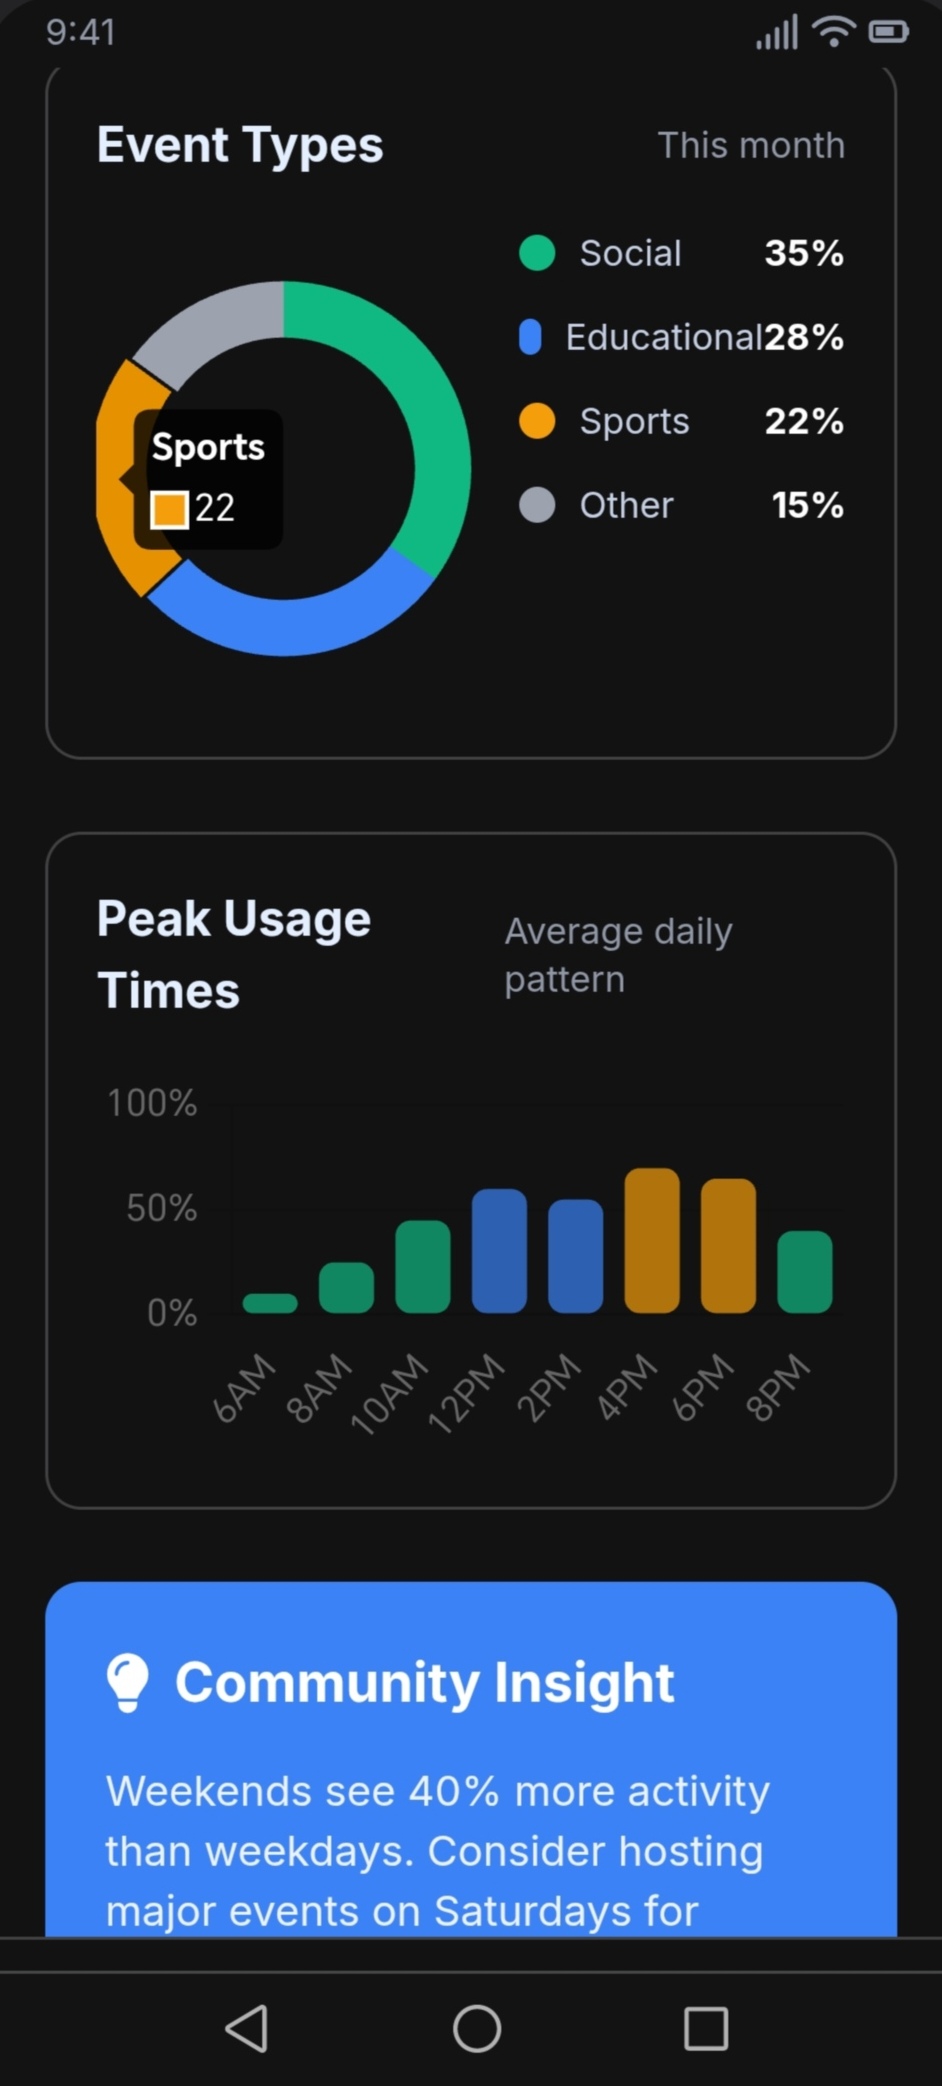 9:41
Event Types
This month
Social 35%
Educational 28%
Sports 22%
Other 15%
Sports
22
Peak Usage
Times
Average daily
pattern
100%
50%
0%
6AM 8AM 10AM 12PM 2PM 4PM 6PM 8PM
Community Insight
Weekends see 40% more activity
than weekdays. Consider hosting
major events on Saturdays for